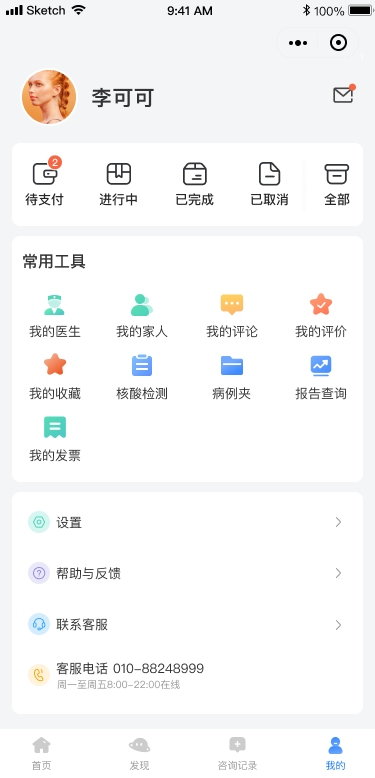 Sketch 9:41 AM 100%
李可可
2
待支付 进行中 已完成 已取消 全部
常用工具
我的医生 我的家人 我的评论 我的评价
我的收藏 核酸检测 病例夹 报告查询
我的发票
设置
帮助与反馈
联系客服
客服电话 010-88248999
周一至周五8:00-22:00在线
首页 发现 咨询记录 我的